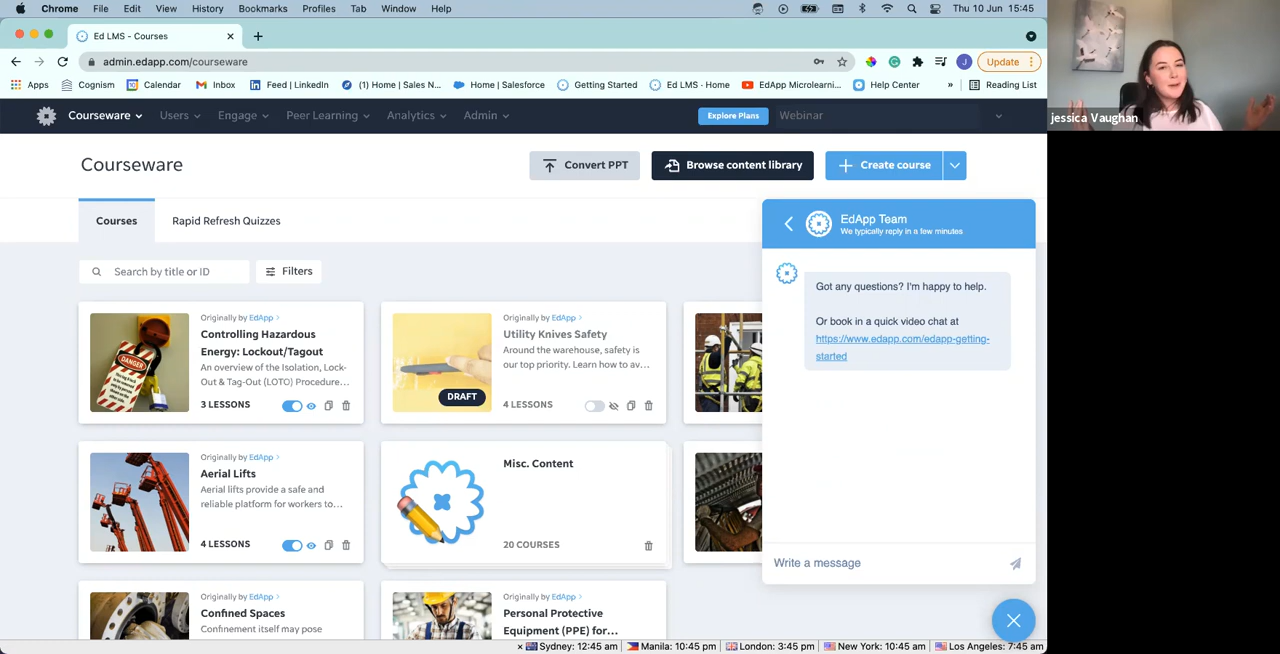 Chrome File Edit View History Bookmarks Profiles Tab Window Help Thu 10 Jun 15:45
Ed LMS - Courses
admin.edapp.com/courseware
Update
Apps Cognism Calendar Inbox Feed | LinkedIn (1) Home | Sales N... Home | Salesforce Getting Started Ed LMS - Home EdApp Microlearni... Help Center » Reading List
Courseware Users Engage Peer Learning Analytics Admin Explore Plans Webinar
jessica Vaughan
Courseware
Convert PPT
Browse content library
Create course
Courses
Rapid Refresh Quizzes
Search by title or ID
Filters
Originally by EdApp >
Controlling Hazardous
Energy: Lockout/Tagout
An overview of the Isolation, Lock-
Out & Tag-Out (LOTO) Procedure...
3 LESSONS
DANGER
Originally by EdApp >
Utility Knives Safety
Around the warehouse, safety is
our top priority. Learn how to av...
DRAFT
4 LESSONS
Originally by EdApp >
Aerial Lifts
Aerial lifts provide a safe and
reliable platform for workers to...
4 LESSONS
Misc. Content
20 COURSES
Originally by EdApp >
Confined Spaces
Confinement itself may pose
Originally by EdApp >
Personal Protective
Equipment (PPE) for...
EdApp Team
We typically reply in a few minutes
Got any questions? I'm happy to help.
Or book in a quick video chat at
https://www.edapp.com/edapp-getting-
started
Write a message
× Sydney: 12:45 am Manila: 10:45 pm London: 3:45 pm New York: 10:45 am Los Angeles: 7:45 am